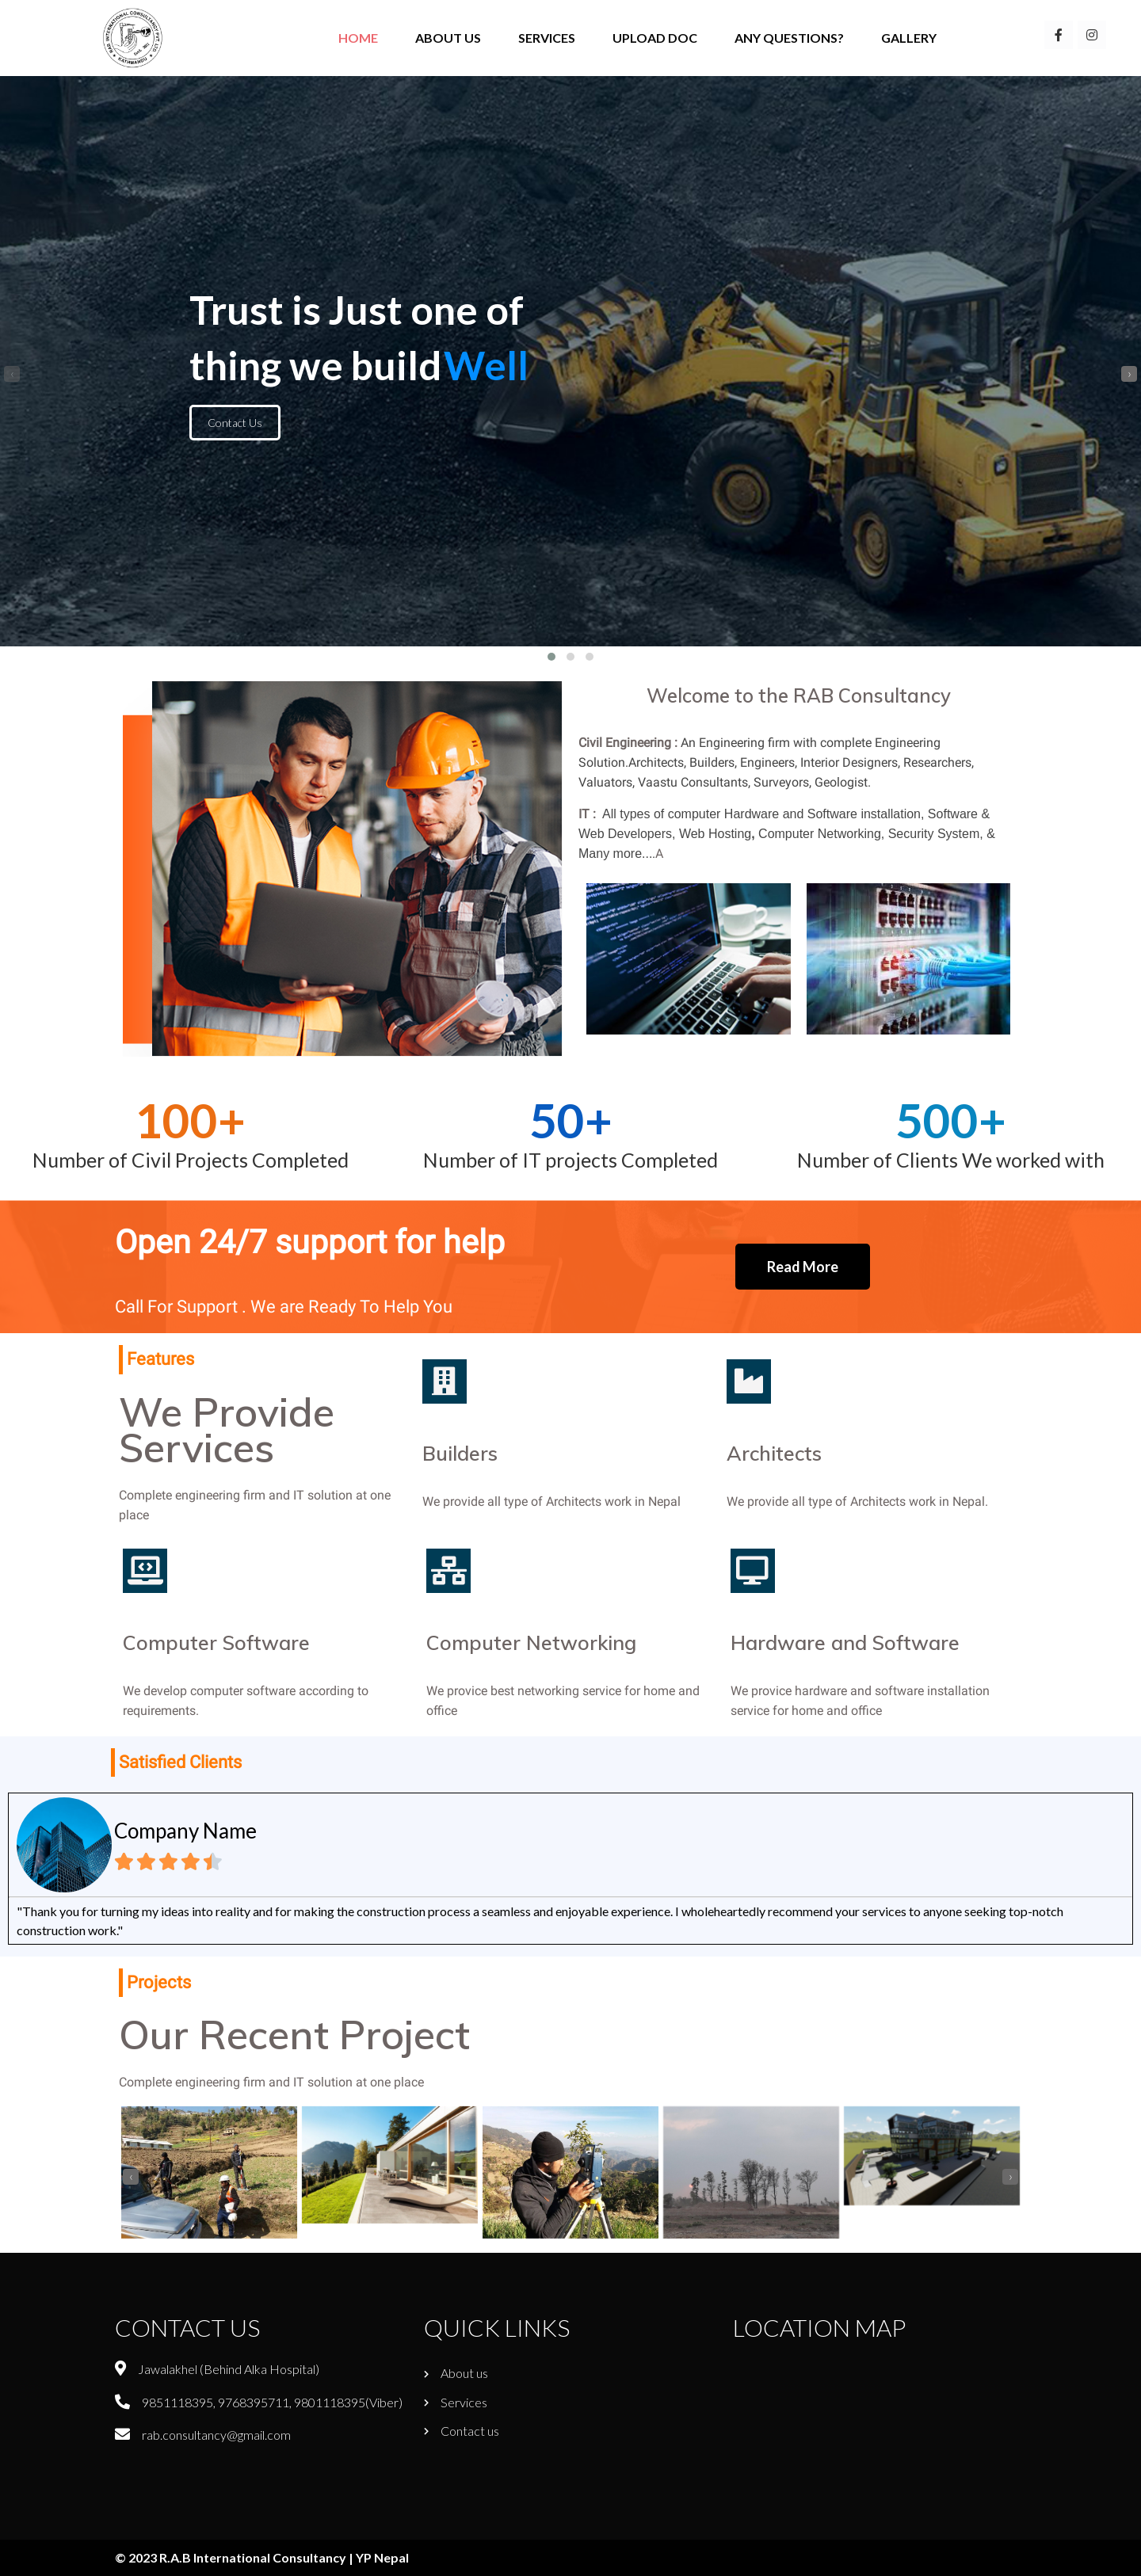 RAB INTERNATIONAL CONSULTANCY PVT.
KATHMANDU
HOME
ABOUT US
SERVICES
UPLOAD DOC
ANY QUESTIONS?
GALLERY
Trust is Just one of
thing we build Well
Contact Us
Welcome to the RAB Consultancy
Civil Engineering : An Engineering firm with complete Engineering
Solution.Architects, Builders, Engineers, Interior Designers, Researchers,
Valuators, Vaastu Consultants, Surveyors, Geologist.
IT : All types of computer Hardware and Software installation, Software &
Web Developers, Web Hosting, Computer Networking, Security System, &
Many more....A
100+
Number of Civil Projects Completed
50+
Number of IT projects Completed
500+
Number of Clients We worked with
Open 24/7 support for help
Call For Support . We are Ready To Help You
Read More
Features
We Provide
Services
Complete engineering firm and IT solution at one
place
Builders
We provide all type of Architects work in Nepal
Architects
We provide all type of Architects work in Nepal.
Computer Software
We develop computer software according to
requirements.
Computer Networking
We provice best networking service for home and
office
Hardware and Software
We provice hardware and software installation
service for home and office
Satisfied Clients
Company Name
"Thank you for turning my ideas into reality and for making the construction process a seamless and enjoyable experience. I wholeheartedly recommend your services to anyone seeking top-notch
construction work."
Projects
Our Recent Project
Complete engineering firm and IT solution at one place
CONTACT US
Jawalakhel (Behind Alka Hospital)
9851118395, 9768395711, 9801118395(Viber)
rab.consultancy@gmail.com
QUICK LINKS
About us
Services
Contact us
LOCATION MAP
© 2023 R.A.B International Consultancy | YP Nepal